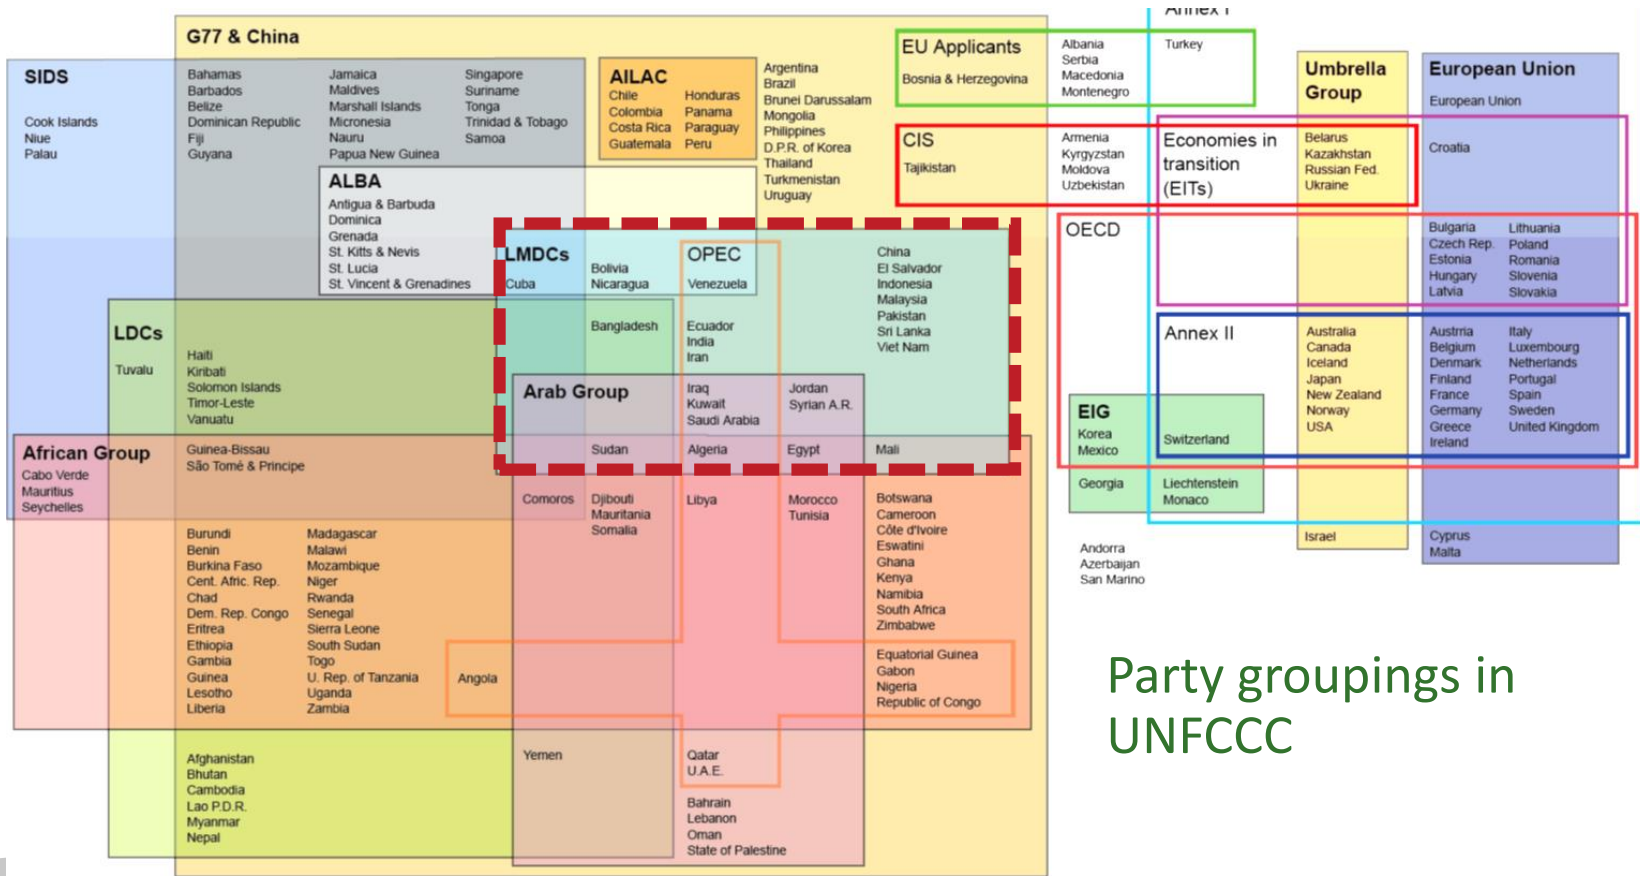 G77 & China
SIDS
Cook Islands
Niue
Palau
Bahamas
Barbados
Belize
Dominican Republic
Fiji
Guyana
Jamaica
Maldives
Marshall Islands
Micronesia
Nauru
Papua New Guinea
Singapore
Suriname
Tonga
Trinidad & Tobago
Samoa
AILAC
Chile
Colombia
Costa Rica
Guatemala
Honduras
Panama
Paraguay
Peru
Argentina
Brazil
Brunei Darussalam
Mongolia
Philippines
D.P.R. of Korea
Thailand
Turkmenistan
Uruguay
ALBA
Antigua & Barbuda
Dominica
Grenada
St. Kitts & Nevis
St. Lucia
St. Vincent & Grenadines
LMDCs
Cuba
Bolivia
Nicaragua
OPEC
Venezuela
China
El Salvador
Indonesia
Malaysia
Pakistan
Sri Lanka
Viet Nam
Bangladesh
Ecuador
India
Iran
LDCs
Tuvalu
Haiti
Kiribati
Solomon Islands
Timor-Leste
Vanuatu
Arab Group
Iraq
Kuwait
Saudi Arabia
Jordan
Syrian A.R.
African Group
Cabo Verde
Mauritius
Seychelles
Guinea-Bissau
São Tomé & Principe
Sudan
Algeria
Egypt
Mali
Comoros
Djibouti
Mauritania
Somalia
Libya
Morocco
Tunisia
Botswana
Cameroon
Côte d'Ivoire
Eswatini
Ghana
Kenya
Namibia
South Africa
Zimbabwe
Burundi
Benin
Burkina Faso
Cent. Afric. Rep.
Chad
Dem. Rep. Congo
Eritrea
Ethiopia
Gambia
Guinea
Lesotho
Liberia
Madagascar
Malawi
Mozambique
Niger
Rwanda
Senegal
Sierra Leone
South Sudan
Togo
U. Rep. of Tanzania
Uganda
Zambia
Angola
Equatorial Guinea
Gabon
Nigeria
Republic of Congo
Afghanistan
Bhutan
Cambodia
Lao P.D.R.
Myanmar
Nepal
Yemen
Qatar
U.A.E.
Bahrain
Lebanon
Oman
State of Palestine
Annex I
EU Applicants
Bosnia & Herzegovina
Albania
Serbia
Macedonia
Montenegro
Turkey
CIS
Tajikistan
Armenia
Kyrgyzstan
Moldova
Uzbekistan
Economies in
transition
(EITs)
Umbrella
Group
Belarus
Kazakhstan
Russian Fed.
Ukraine
European Union
European Union
Croatia
OECD
Bulgaria
Czech Rep.
Estonia
Hungary
Latvia
Lithuania
Poland
Romania
Slovenia
Slovakia
Annex II
Australia
Canada
Iceland
Japan
New Zealand
Norway
USA
Austrria
Belgium
Denmark
Finland
France
Germany
Greece
Ireland
Italy
Luxembourg
Netherlands
Portugal
Spain
Sweden
United Kingdom
EIG
Korea
Mexico
Switzerland
Georgia
Liechtenstein
Monaco
Israel
Cyprus
Malta
Andorra
Azerbaijan
San Marino
Party groupings in
UNFCCC